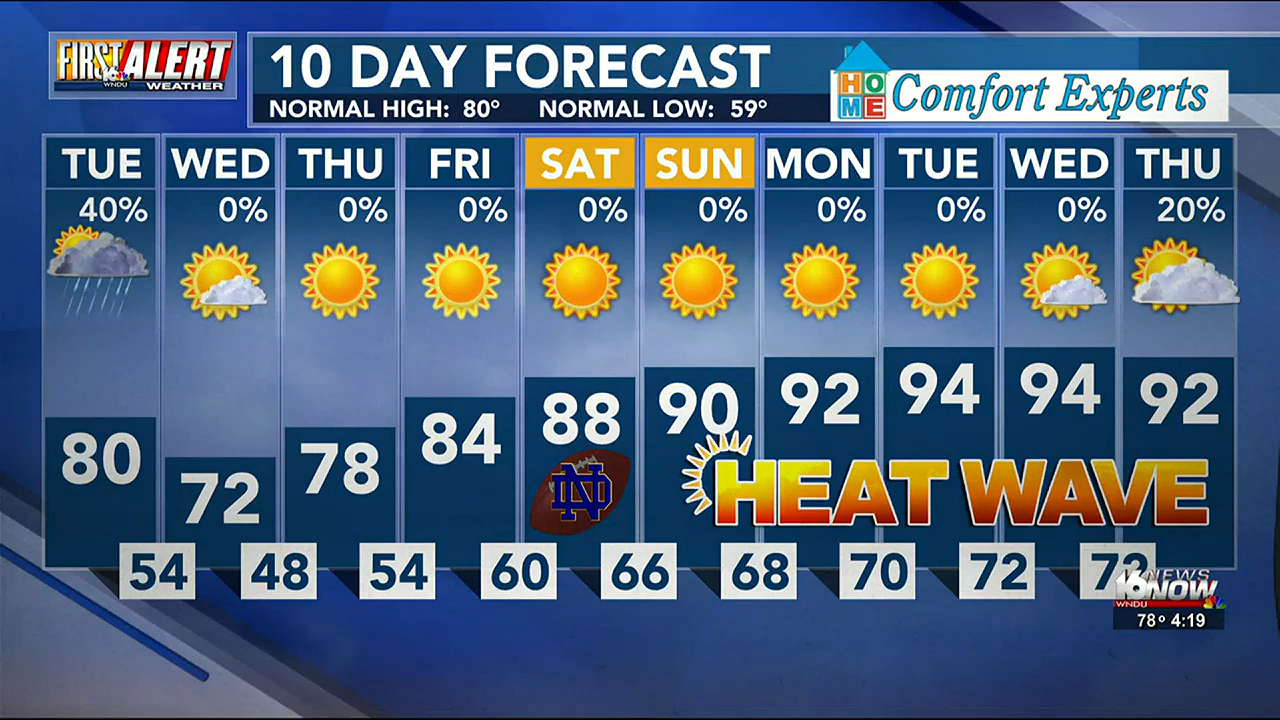 FIRST ALERT
16
WNDU
WEATHER
10 DAY FORECAST
NORMAL HIGH: 80° NORMAL LOW: 59°
HOME Comfort Experts
TUE WED THU FRI SAT SUN MON TUE WED THU
40% 0% 0% 0% 0% 0% 0% 0% 0% 20%
80 72 78 84 88 90 92 94 94 92
ND
HEAT WAVE
54 48 54 60 66 68 70 72
16 NEWS NOW
WNDU
78° 4:19